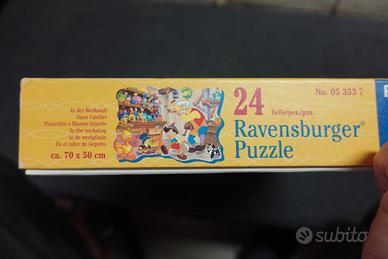 No. 05 353 7
24
Teile/pcs./pzs.
Ravensburger®
Puzzle
In der Werkstatt
Dans l'atelier
Pinocchio e Mastro Gepetto
In the workshop
In de werkplaats
En el taller de Gepetto
ca. 70 x 50 cm
subito